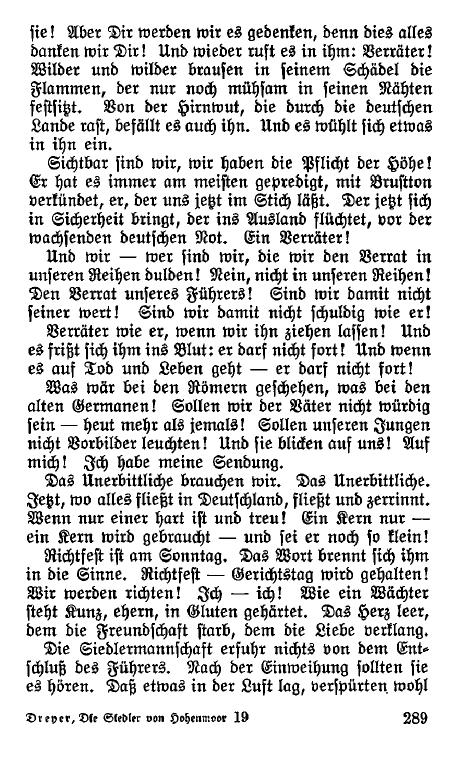 sie! Aber Dir werden wir es gedenken, denn dies alles
danken wir Dir! Und wieder ruft es in ihm: Verräter!
Wilder und wilder brausen in seinem Schädel die
Flammen, der nur noch mühsam in seinen Nähten
festsitzt. Von der Hirnwut, die durch die deutschen
Lande rast, befällt es auch ihn. Und es wühlt sich etwas
in ihn ein.
Sichtbar sind wir, wir haben die Pflicht der Höhe!
Er hat es immer am meisten gepredigt, mit Brustton
verkündet, er, der uns jetzt im Stich läßt. Der jetzt sich
in Sicherheit bringt, der ins Ausland flüchtet, vor der
wachsenden deutschen Not. Ein Verräter!
Und wir — wer sind wir, die wir den Verrat in
unseren Reihen dulden! Nein, nicht in unseren Reihen!
Den Verrat unseres Führers! Sind wir damit nicht
seiner wert! Sind wir damit nicht schuldig wie er!
Verräter wie er, wenn wir ihn ziehen lassen! Und
es frißt sich ihm ins Blut: er darf nicht fort! Und wenn
es auf Tod und Leben geht — er darf nicht fort!
Was wär bei den Römern geschehen, was bei den
alten Germanen! Sollen wir der Väter nicht würdig
sein — heut mehr als jemals! Sollen unseren Jungen
nicht Vorbilder leuchten! Und sie blicken auf uns! Auf
mich! Ich habe meine Sendung.
Das Unerbittliche brauchen wir. Das Unerbittliche.
Jetzt, wo alles fließt in Deutschland, fließt und zerrinnt.
Wenn nur einer hart ist und treu! Ein Kern nur —
ein Kern wird gebraucht — und sei er noch so klein!
Richtfest ist am Sonntag. Das Wort brennt sich ihm
in die Sinne. Richtfest — Gerichtstag wird gehalten!
Wir werden richten! Ich — ich! Wie ein Wächter
steht Kunz, ehern, in Gluten gehärtet. Das Herz leer,
dem die Freundschaft starb, dem die Liebe verklang.
Die Siedlermannschaft erfuhr nichts von dem Ent-
schluß des Führers. Nach der Einweihung sollten sie
es hören. Daß etwas in der Luft lag, verspürten wohl
Dreyer, Die Siedler von Hohenmoor 19 289